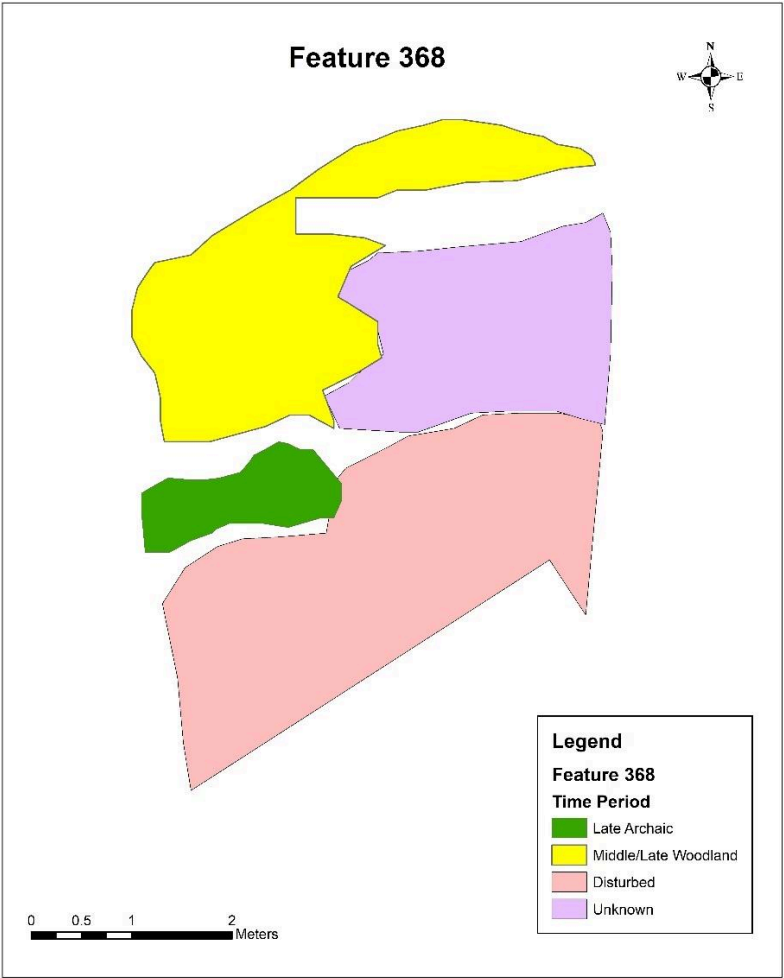 Feature 368
N
W E
S
Legend
Feature 368
Time Period
Late Archaic
Middle/Late Woodland
Disturbed
Unknown
0 0.5 1 2
Meters